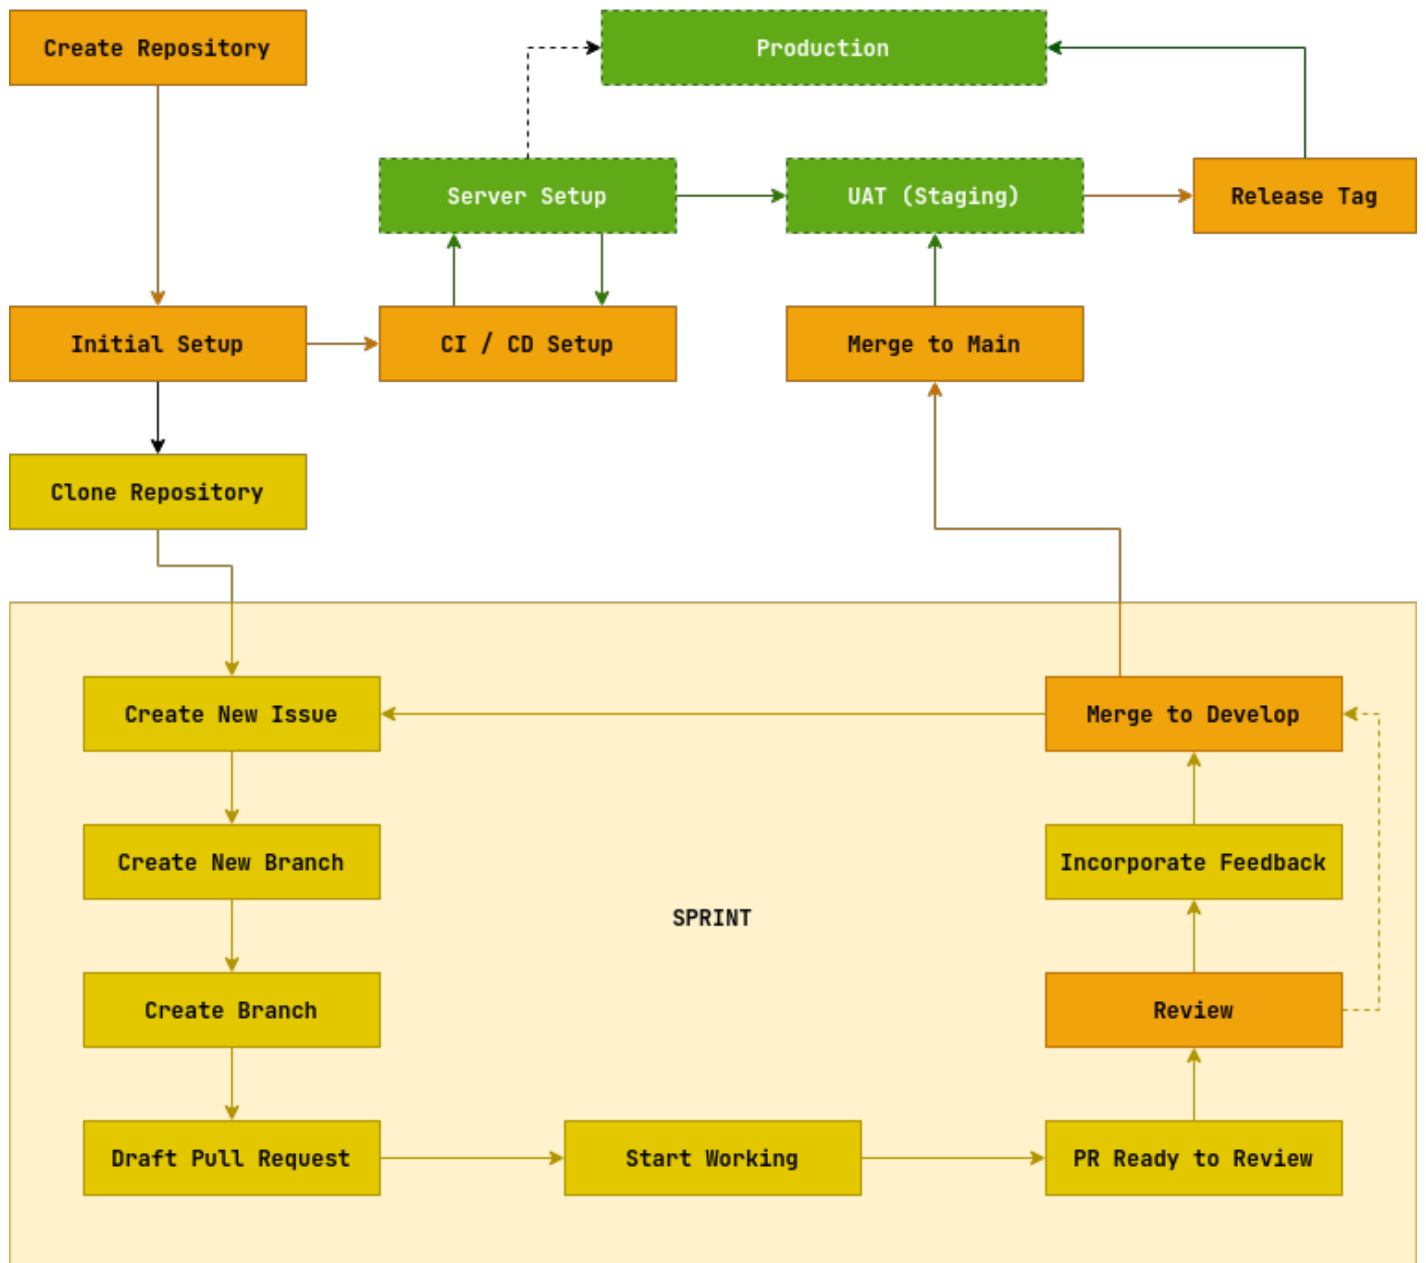 Create Repository
Production
Server Setup
UAT (Staging)
Release Tag
Initial Setup
CI / CD Setup
Merge to Main
Clone Repository
Create New Issue
Merge to Develop
Create New Branch
Incorporate Feedback
SPRINT
Create Branch
Review
Draft Pull Request
Start Working
PR Ready to Review